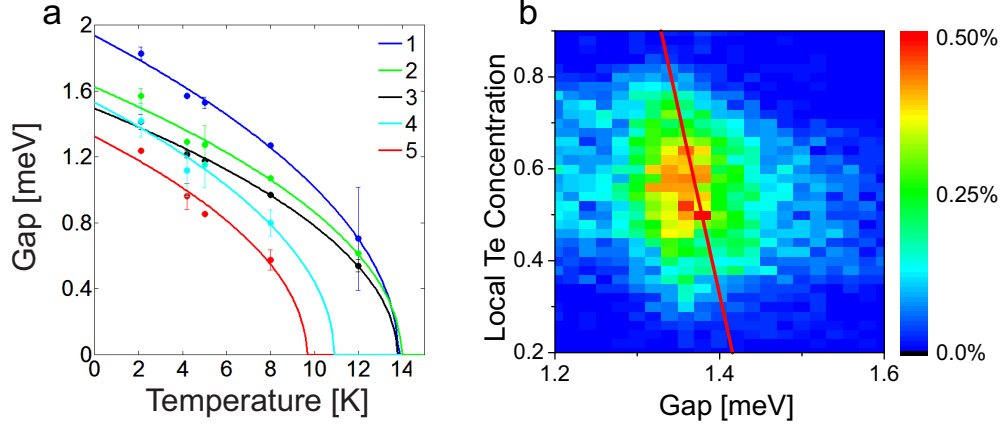 a
2
1.6
1.2
0.8
0.4
0
Gap [meV]
0 2 4 6 8 10 12 14
Temperature [K]
1
2
3
4
5
b
0.8
0.6
0.4
0.2
Local Te Concentration
1.2 1.4 1.6
Gap [meV]
0.50%
0.25%
0.0%